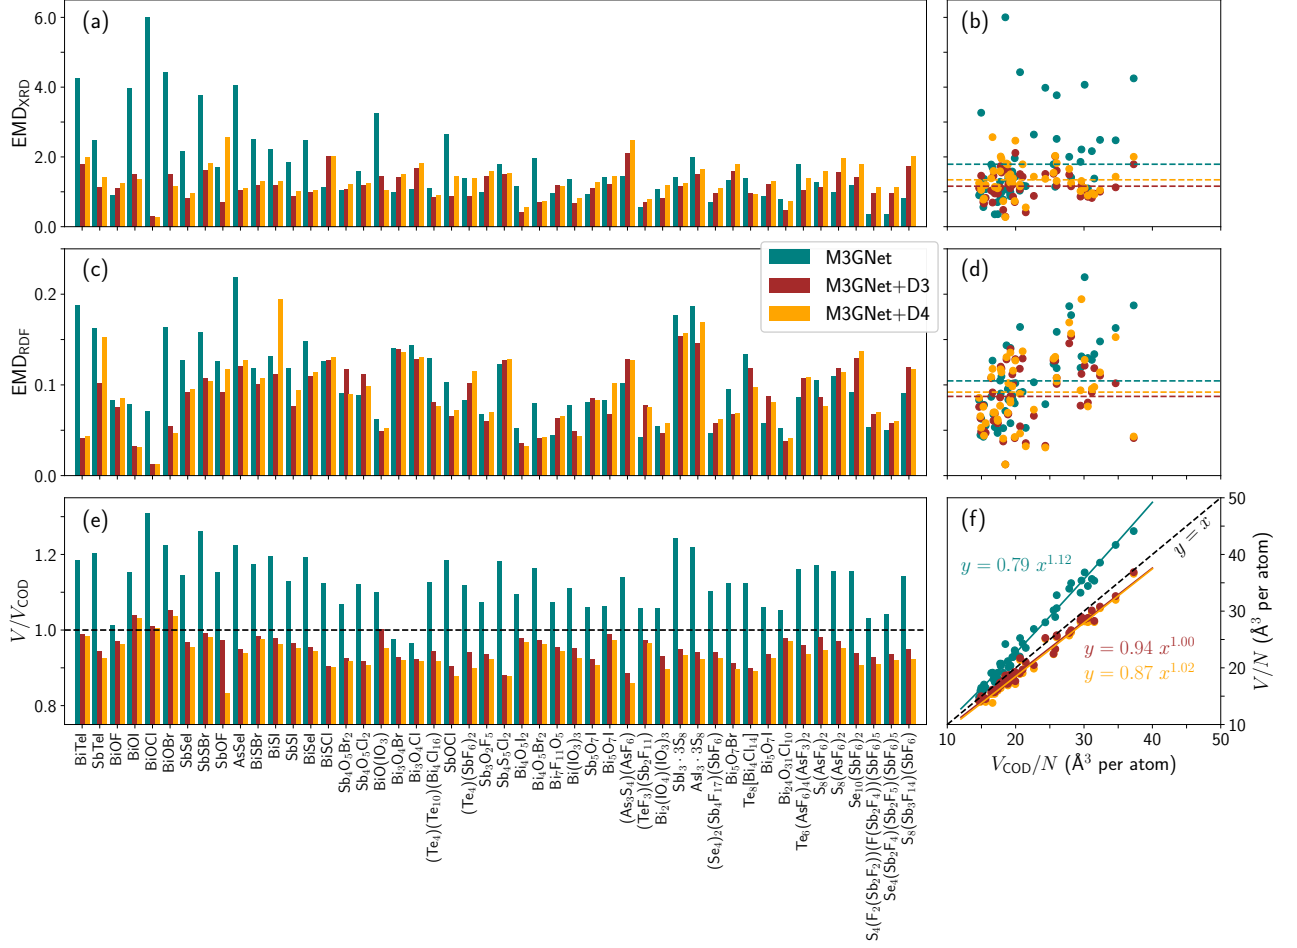 (a)
EMD_XRD
6.0
4.0
2.0
0.0
(b)
(c)
EMD_RDF
0.2
0.1
0.0
M3GNet
M3GNet+D3
M3GNet+D4
(d)
(e)
V/V_COD
1.2
1.0
0.8
BiTeI
SbTeI
BiOF
BiOI
BiOCl
BiOBr
SbSeI
SbSBr
SbOF
AsSeI
BiSBr
BiSI
SbSI
BiSeI
BiSCl
Sb₄O₅Br₂
Sb₄O₅Cl₂
BiO(IO₃)
Bi₃O₄Br
Bi₃O₄Cl
(Te₄)(Te₁₀)(Bi₄Cl₁₆)
SbOCl
(Te₄)(SbF₆)₂
Sb₃O₂F₅
Sb₄S₅Cl₂
Bi₄O₅I₂
Bi₄O₅Br₂
Bi₇F₁₁O₅
Bi(IO₃)₃
Sb₅O₇I
Bi₅O₇I
(As₃S₄)(AsF₆)
(TeF₃)(Sb₂F₁₁)
Bi₂(IO₄)(IO₃)₃
SbI₃ · 3S₈
AsI₃ · 3S₈
(Se₄)₂(Sb₄F₁₇)(SbF₆)
Bi₅O₇Br
Te₈[Bi₄Cl₁₄]
Bi₅O₇I
Bi₂₄O₃₁Cl₁₀
Te₆(AsF₆)₄(AsF₃)₂
S₈(AsF₆)₂
S₈(AsF₆)₂
Se₁₀(SbF₆)₂
S₄(F₂(Sb₂F₂))(F(Sb₂F₄))(SbF₆)₅
Se₄(Sb₂F₄)(Sb₂F₅)(SbF₆)₅
S₈(Sb₃F₁₄)(SbF₆)
(f)
y = 0.79 x^1.12
y = x
y = 0.94 x^1.00
y = 0.87 x^1.02
50
40
30
20
10
V/N (Å³ per atom)
10 20 30 40 50
V_COD/N (Å³ per atom)